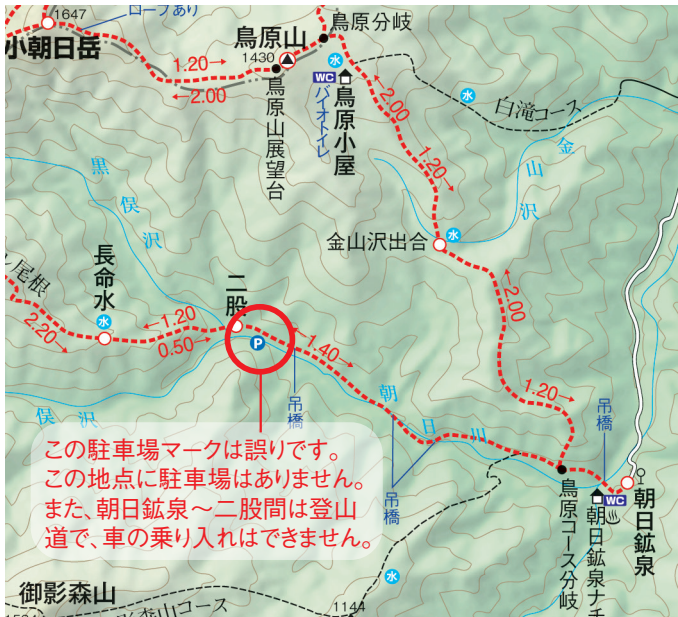 1647
ロープあり
小朝日岳
鳥原山
鳥原分岐
1.20→
1430
←2.00
水
WC
バイオトイレ
鳥原小屋
鳥原山展望台
←2.00
水
白滝コース
金山沢
黒俣沢
1.20→
金山沢出合
水
尾根
長命水
水
二股
←1.20
0.50→
2.20→
P
←1.40
←2.00
1.20→
吊橋
朝日川
吊橋
俣沢
この駐車場マークは誤りです。
この地点に駐車場はありません。
また、朝日鉱泉～二股間は登山
道で、車の乗り入れはできません。
吊橋
鳥原コース分岐
WC
朝日鉱泉
朝日鉱泉ナチ
水
御影森山
1144
山コース